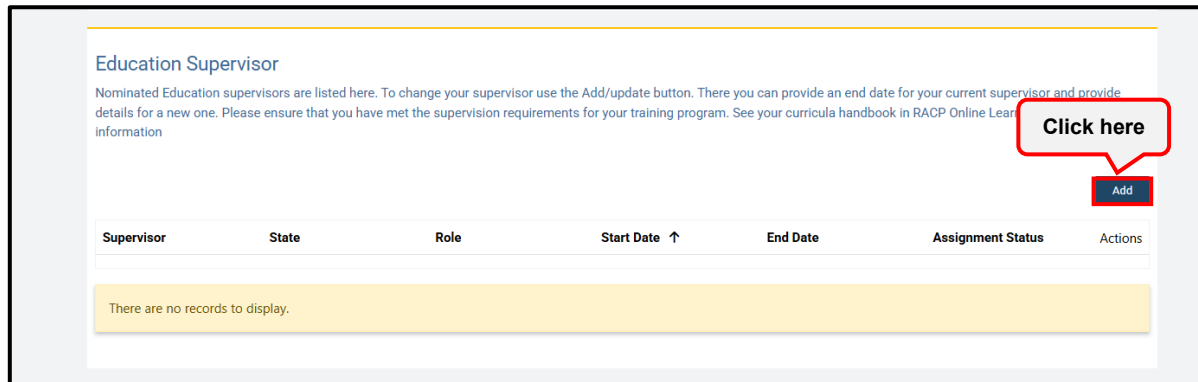 Education Supervisor
Nominated Education supervisors are listed here. To change your supervisor use the Add/update button. There you can provide an end date for your current supervisor and provide
details for a new one. Please ensure that you have met the supervision requirements for your training program. See your curricula handbook in RACP Online
information
Click here
Add
Supervisor State Role Start Date ↑ End Date Assignment Status Actions
There are no records to display.